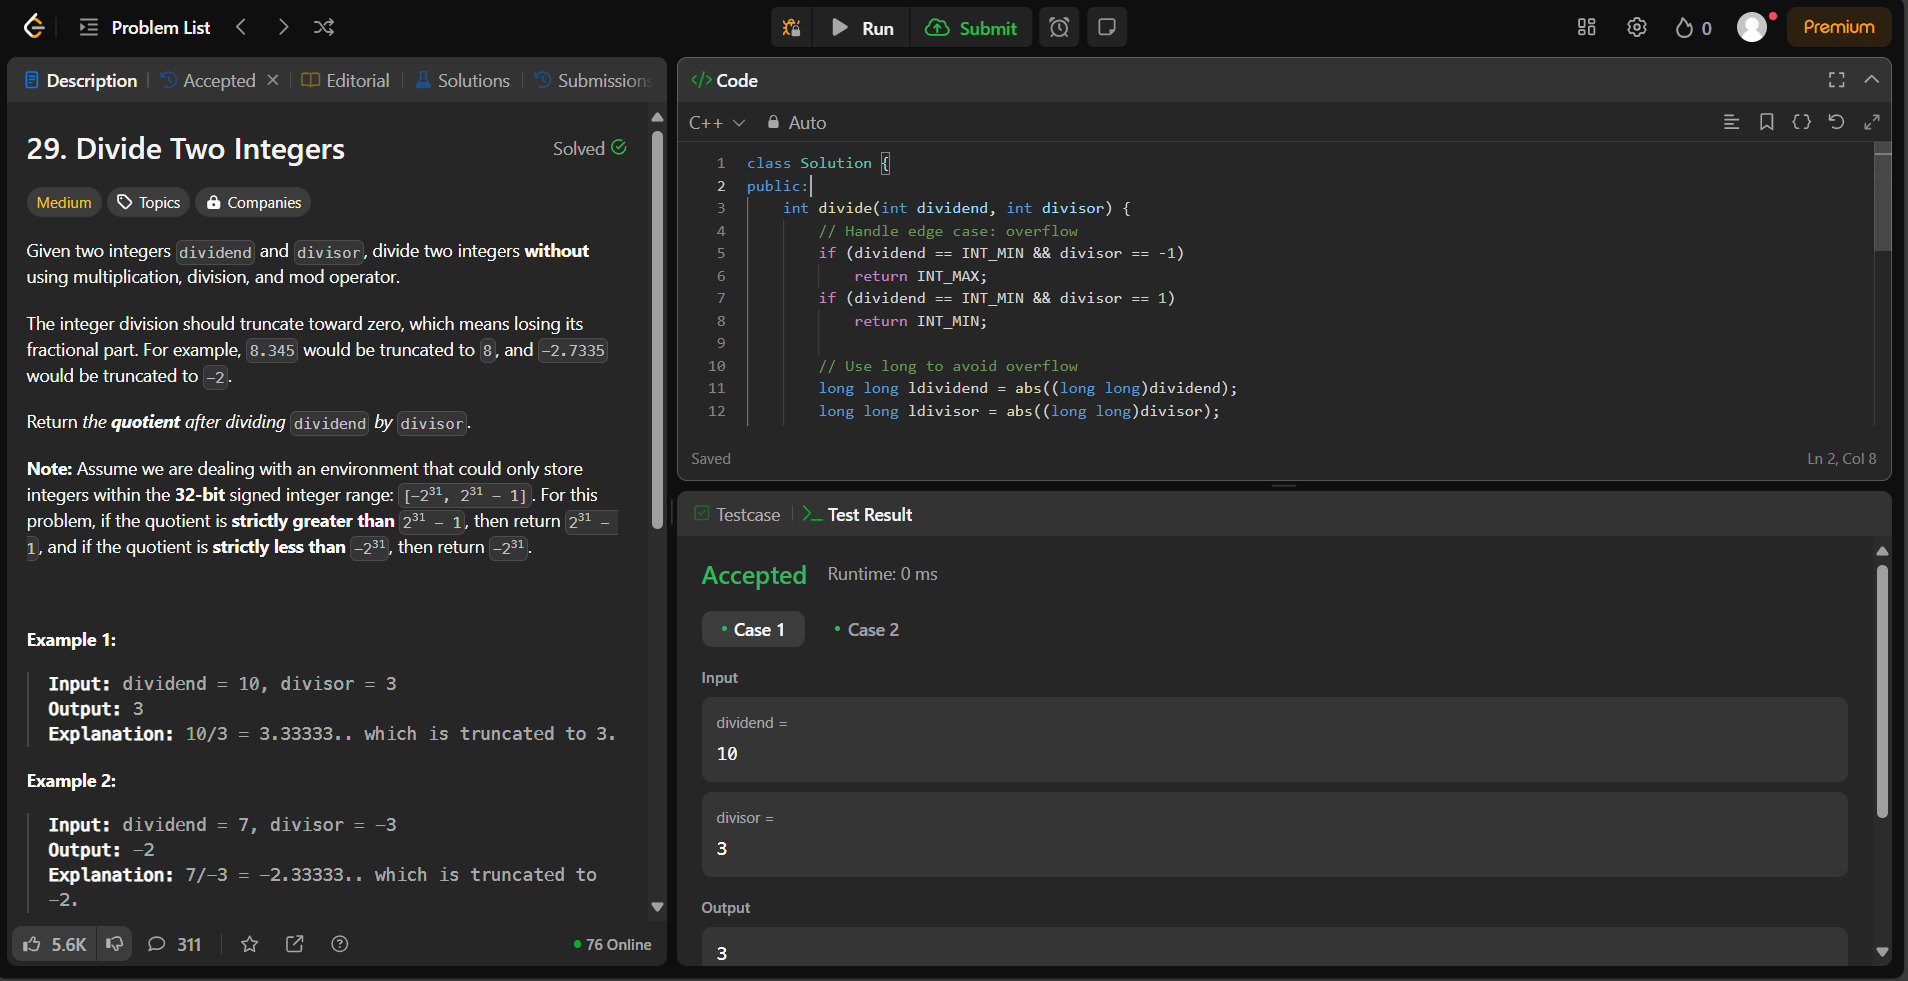 Problem List
Run
Submit
0
Premium
Description
Accepted
Editorial
Solutions
Submissions
29. Divide Two Integers
Solved
Medium
Topics
Companies
Given two integers dividend and divisor, divide two integers without
using multiplication, division, and mod operator.
The integer division should truncate toward zero, which means losing its
fractional part. For example, 8.345 would be truncated to 8, and -2.7335
would be truncated to -2.
Return the quotient after dividing dividend by divisor.
Note: Assume we are dealing with an environment that could only store
integers within the 32-bit signed integer range: [−2³¹, 2³¹ − 1]. For this
problem, if the quotient is strictly greater than 2³¹ − 1, then return 2³¹ −
1, and if the quotient is strictly less than −2³¹, then return −2³¹.
Example 1:
Input: dividend = 10, divisor = 3
Output: 3
Explanation: 10/3 = 3.33333.. which is truncated to 3.
Example 2:
Input: dividend = 7, divisor = -3
Output: -2
Explanation: 7/-3 = -2.33333.. which is truncated to
-2.
5.6K
311
76 Online
</> Code
C++
Auto
1 class Solution {
2 public:
3 int divide(int dividend, int divisor) {
4 // Handle edge case: overflow
5 if (dividend == INT_MIN && divisor == -1)
6 return INT_MAX;
7 if (dividend == INT_MIN && divisor == 1)
8 return INT_MIN;
9
10 // Use long to avoid overflow
11 long long ldividend = abs((long long)dividend);
12 long long ldivisor = abs((long long)divisor);
Saved
Ln 2, Col 8
Testcase
Test Result
Accepted
Runtime: 0 ms
Case 1
Case 2
Input
dividend =
10
divisor =
3
Output
3